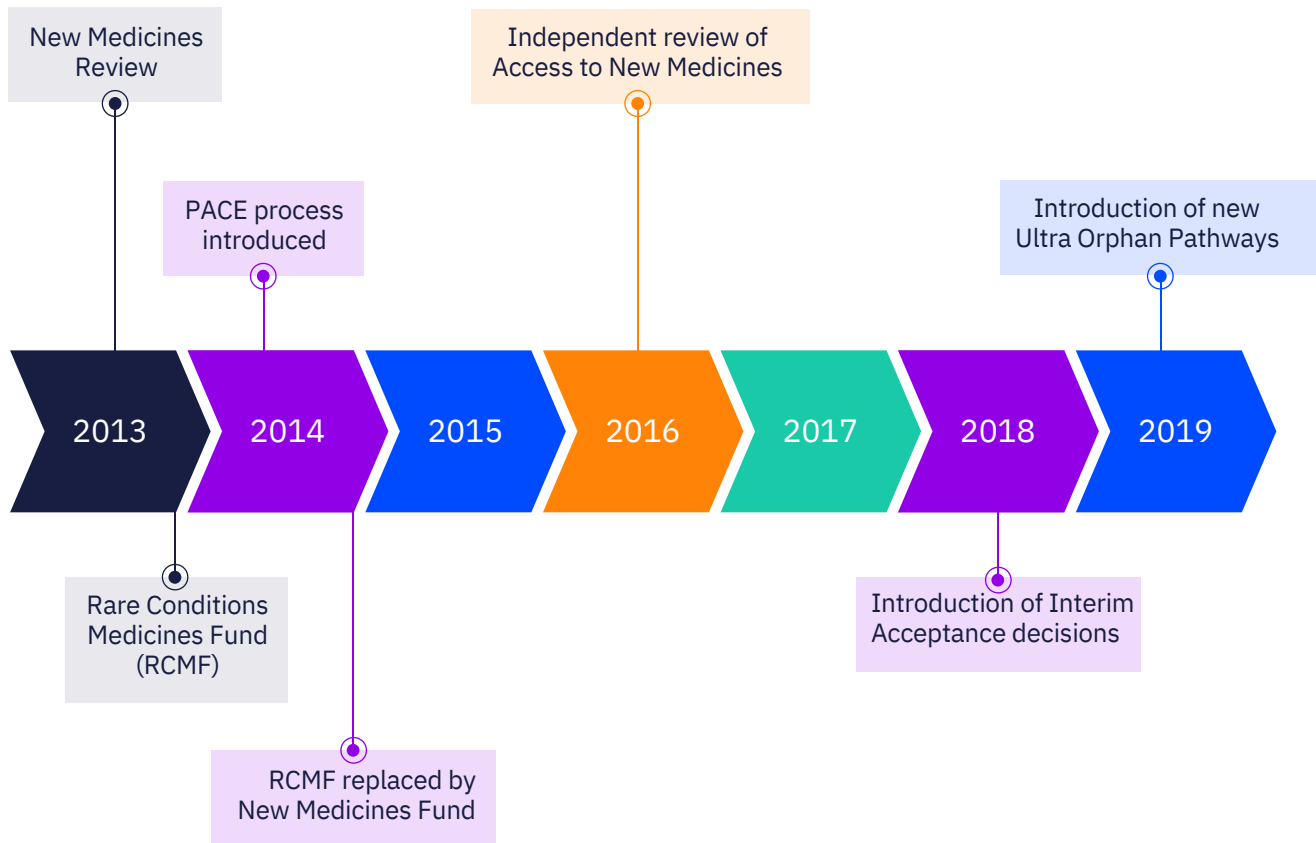 New Medicines
Review
Independent review of
Access to New Medicines
PACE process
introduced
Introduction of new
Ultra Orphan Pathways
2013
2014
2015
2016
2017
2018
2019
Rare Conditions
Medicines Fund
(RCMF)
Introduction of Interim
Acceptance decisions
RCMF replaced by
New Medicines Fund